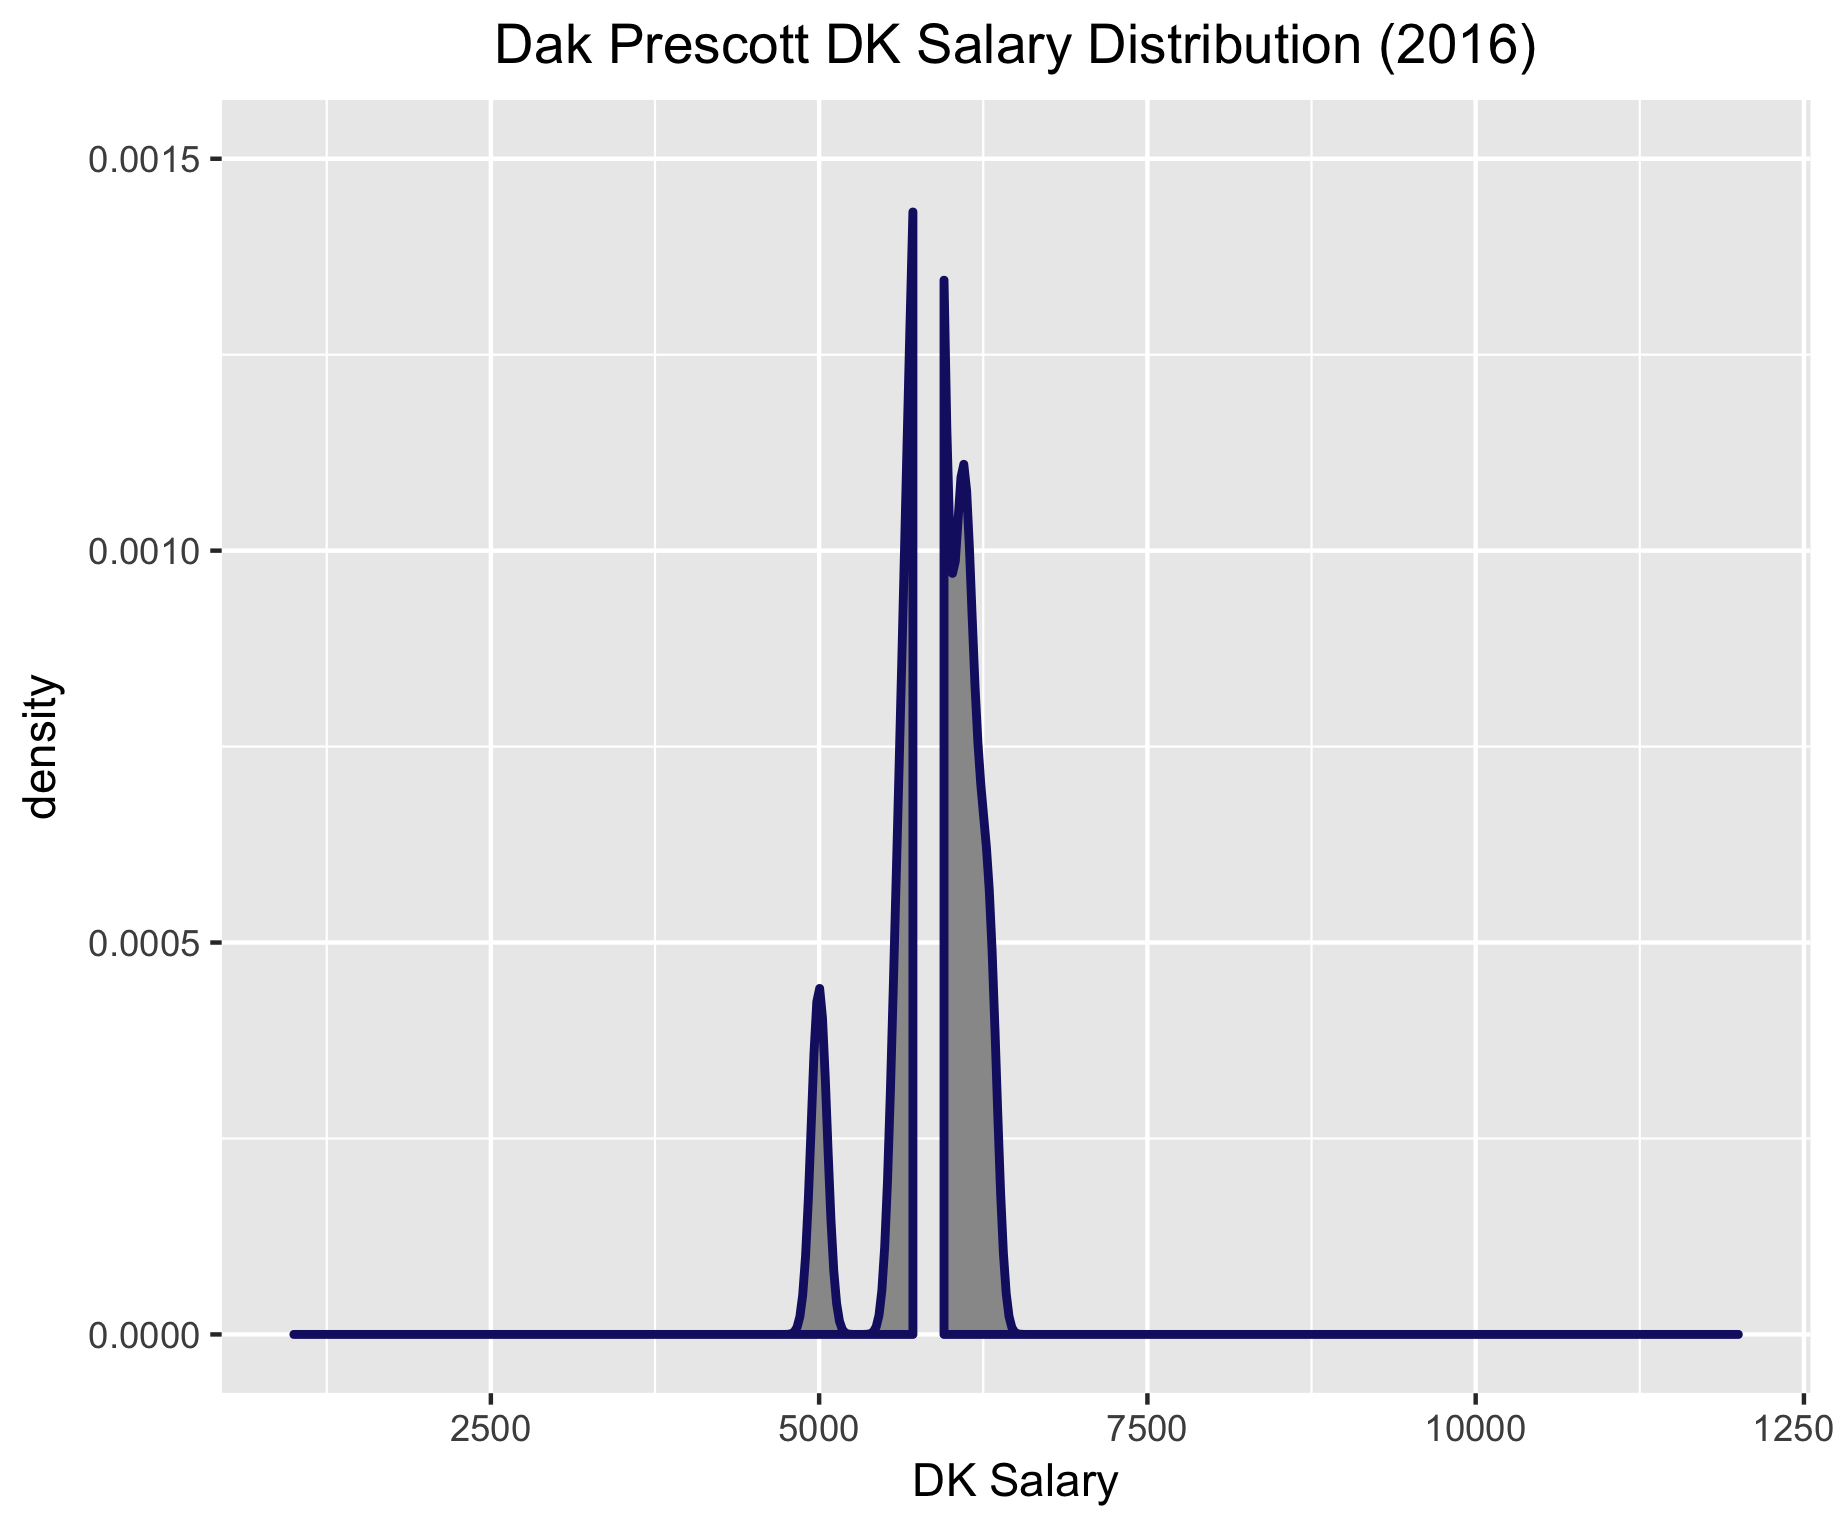 Dak Prescott DK Salary Distribution (2016)
0.0015
0.0010
0.0005
0.0000
density
2500 5000 7500 10000 1250
DK Salary